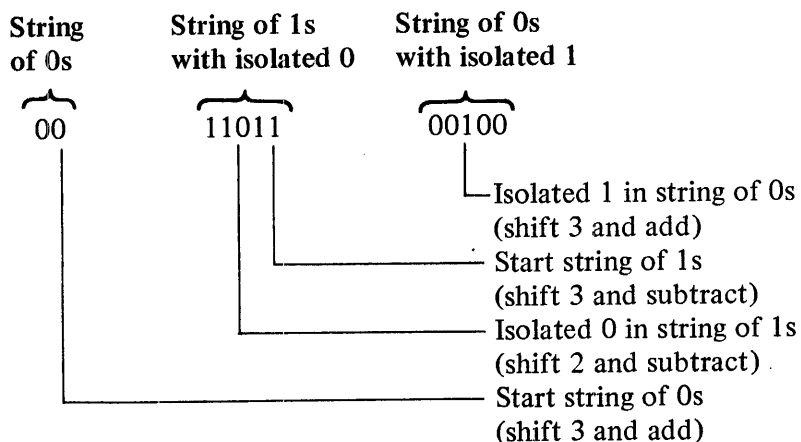 String of 0s
String of 1s with isolated 0
String of 0s with isolated 1
00
11011
00100
Isolated 1 in string of 0s
(shift 3 and add)
Start string of 1s
(shift 3 and subtract)
Isolated 0 in string of 1s
(shift 2 and subtract)
Start string of 0s
(shift 3 and add)